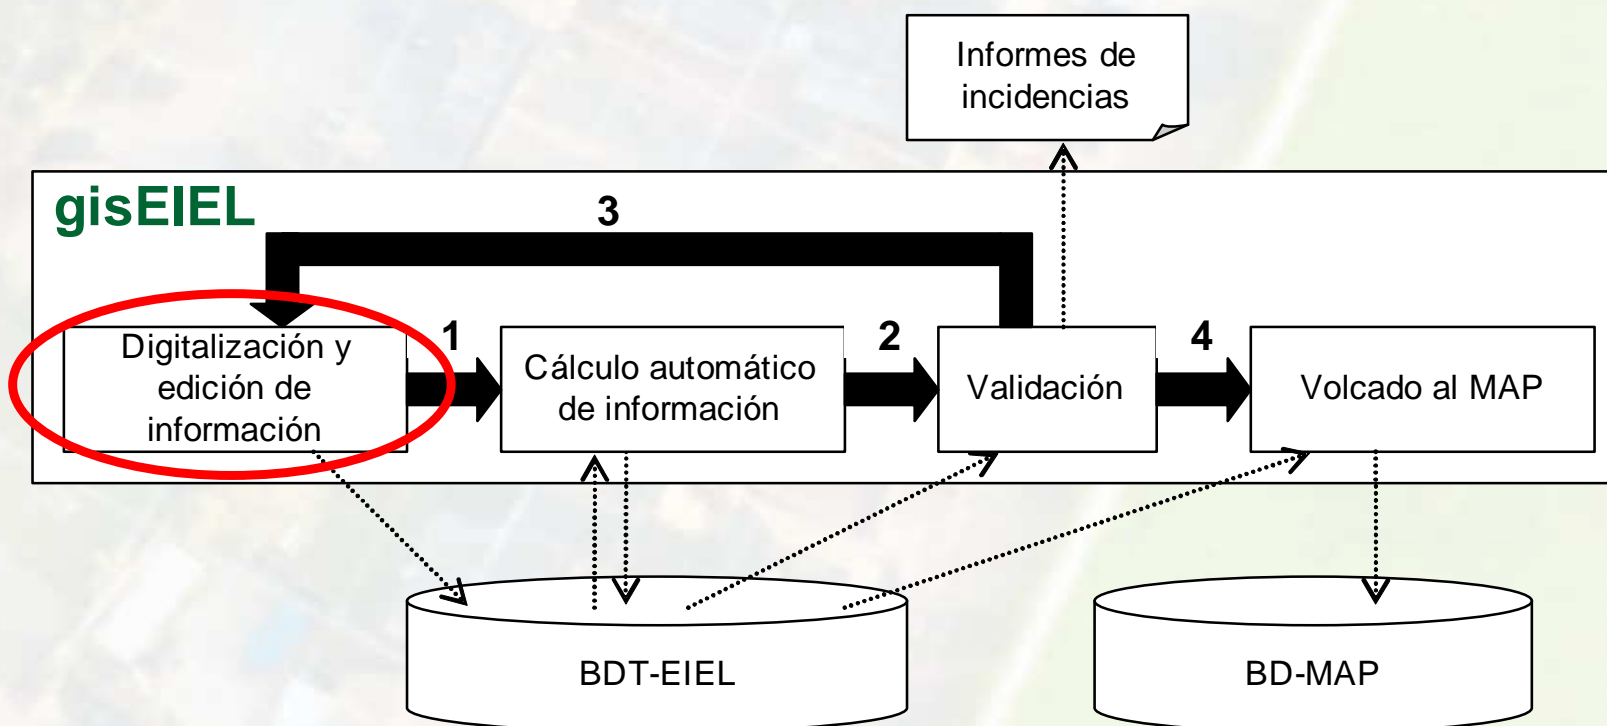 Informes de
incidencias
gisEIEL
3
Digitalización y
edición de
información
1
Cálculo automático
de información
2
Validación
4
Volcado al MAP
BDT-EIEL
BD-MAP